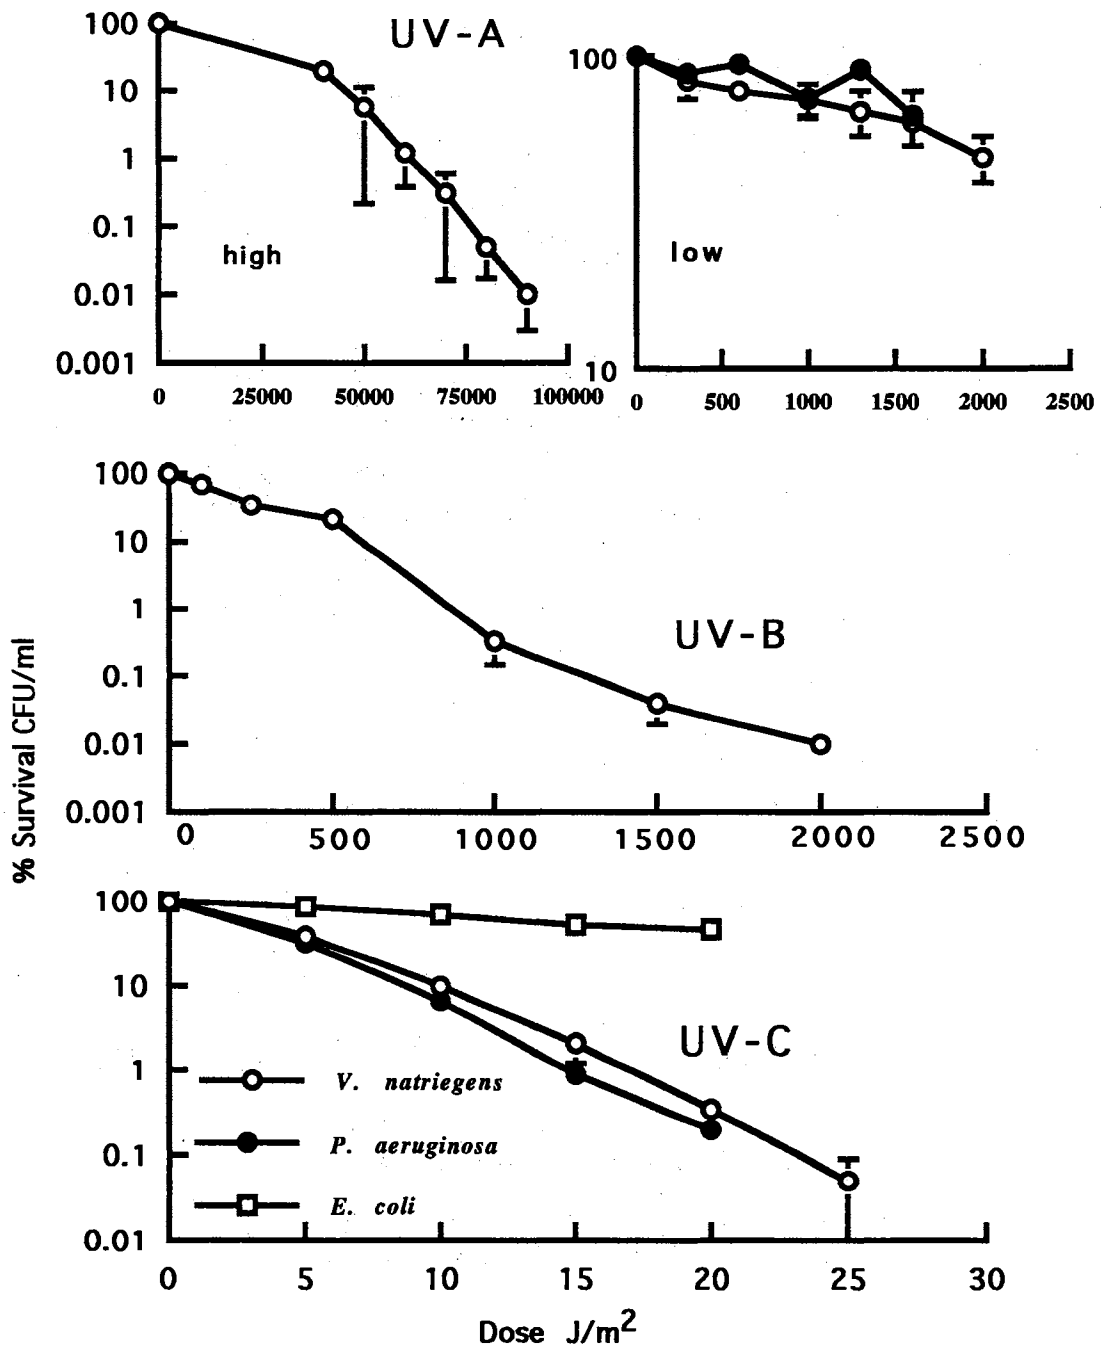 UV-A
100
10
1
0.1
0.01
0.001
high
0 25000 50000 75000 100000
100
10
low
0 500 1000 1500 2000 2500
% Survival CFU/ml
UV-B
100
10
1
0.1
0.01
0.001
0 500 1000 1500 2000 2500
UV-C
100
10
1
0.1
0.01
V. natriegens
P. aeruginosa
E. coli
0 5 10 15 20 25 30
Dose J/m²